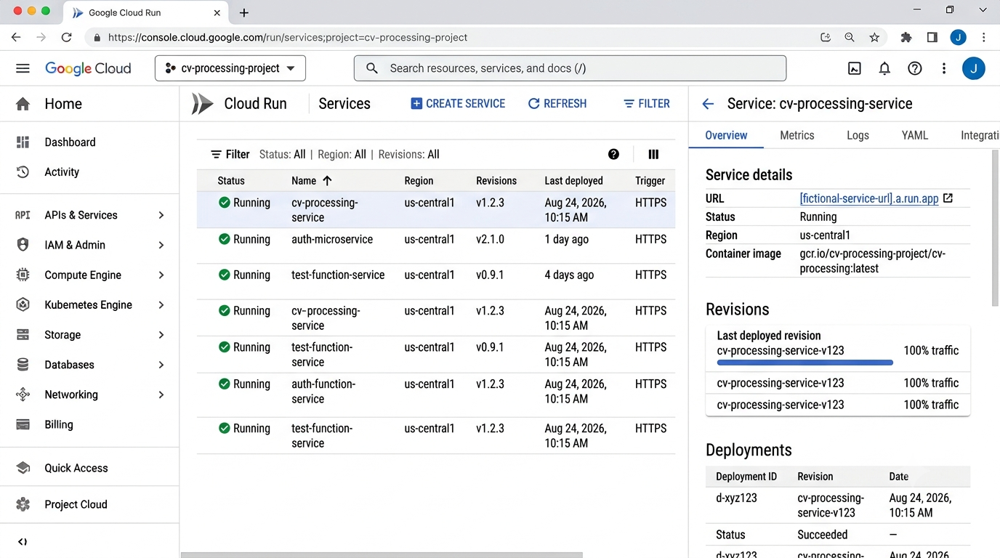 Google Cloud Run
https://console.cloud.google.com/run/services;project=cv-processing-project
J
Google Cloud
cv-processing-project
Search resources, services, and docs (/)
J
Home
Dashboard
Activity
API APIs & Services
IAM & Admin
Compute Engine
Kubernetes Engine
Storage
Databases
Networking
Billing
Quick Access
Project Cloud
Cloud Run
Services
CREATE SERVICE
REFRESH
FILTER
Filter Status: All | Region: All | Revisions: All
Status Name Region Revisions Last deployed Trigger
Running cv-processing- us-central1 v1.2.3 Aug 24, 2026, HTTPS
service 10:15 AM
Running auth-microservice us-central1 v2.1.0 1 day ago HTTPS
Running test-function-service us-central1 v0.9.1 4 days ago HTTPS
Running cv-processing- us-central1 v1.2.3 Aug 24, 2026, HTTPS
service 10:15 AM
Running test-function- us-central1 v0.9.1 Aug 24, 2026, HTTPS
service 10:15 AM
Running auth-function- us-central1 v1.2.3 Aug 24, 2026, HTTPS
service 10:15 AM
Running test-function- us-central1 v1.2.3 Aug 24, 2026, HTTPS
service 10:15 AM
Service: cv-processing-service
Overview Metrics Logs YAML Integrati
Service details
URL [fictional-service-url].a.run.app
Status Running
Region us-central1
Container image gcr.io/cv-processing-project/cv-
processing:latest
Revisions
Last deployed revision
cv-processing-service-v123 100% traffic
cv-processing-service-v123 100% traffic
cv-processing-service-v123 100% traffic
Deployments
Deployment ID Revision Date
d-xyz123 cv-processing- Aug 24, 2026,
service-v123 10:15 AM
Status Succeeded —
d-xyz123 cv-processing- Aug 24, 2026